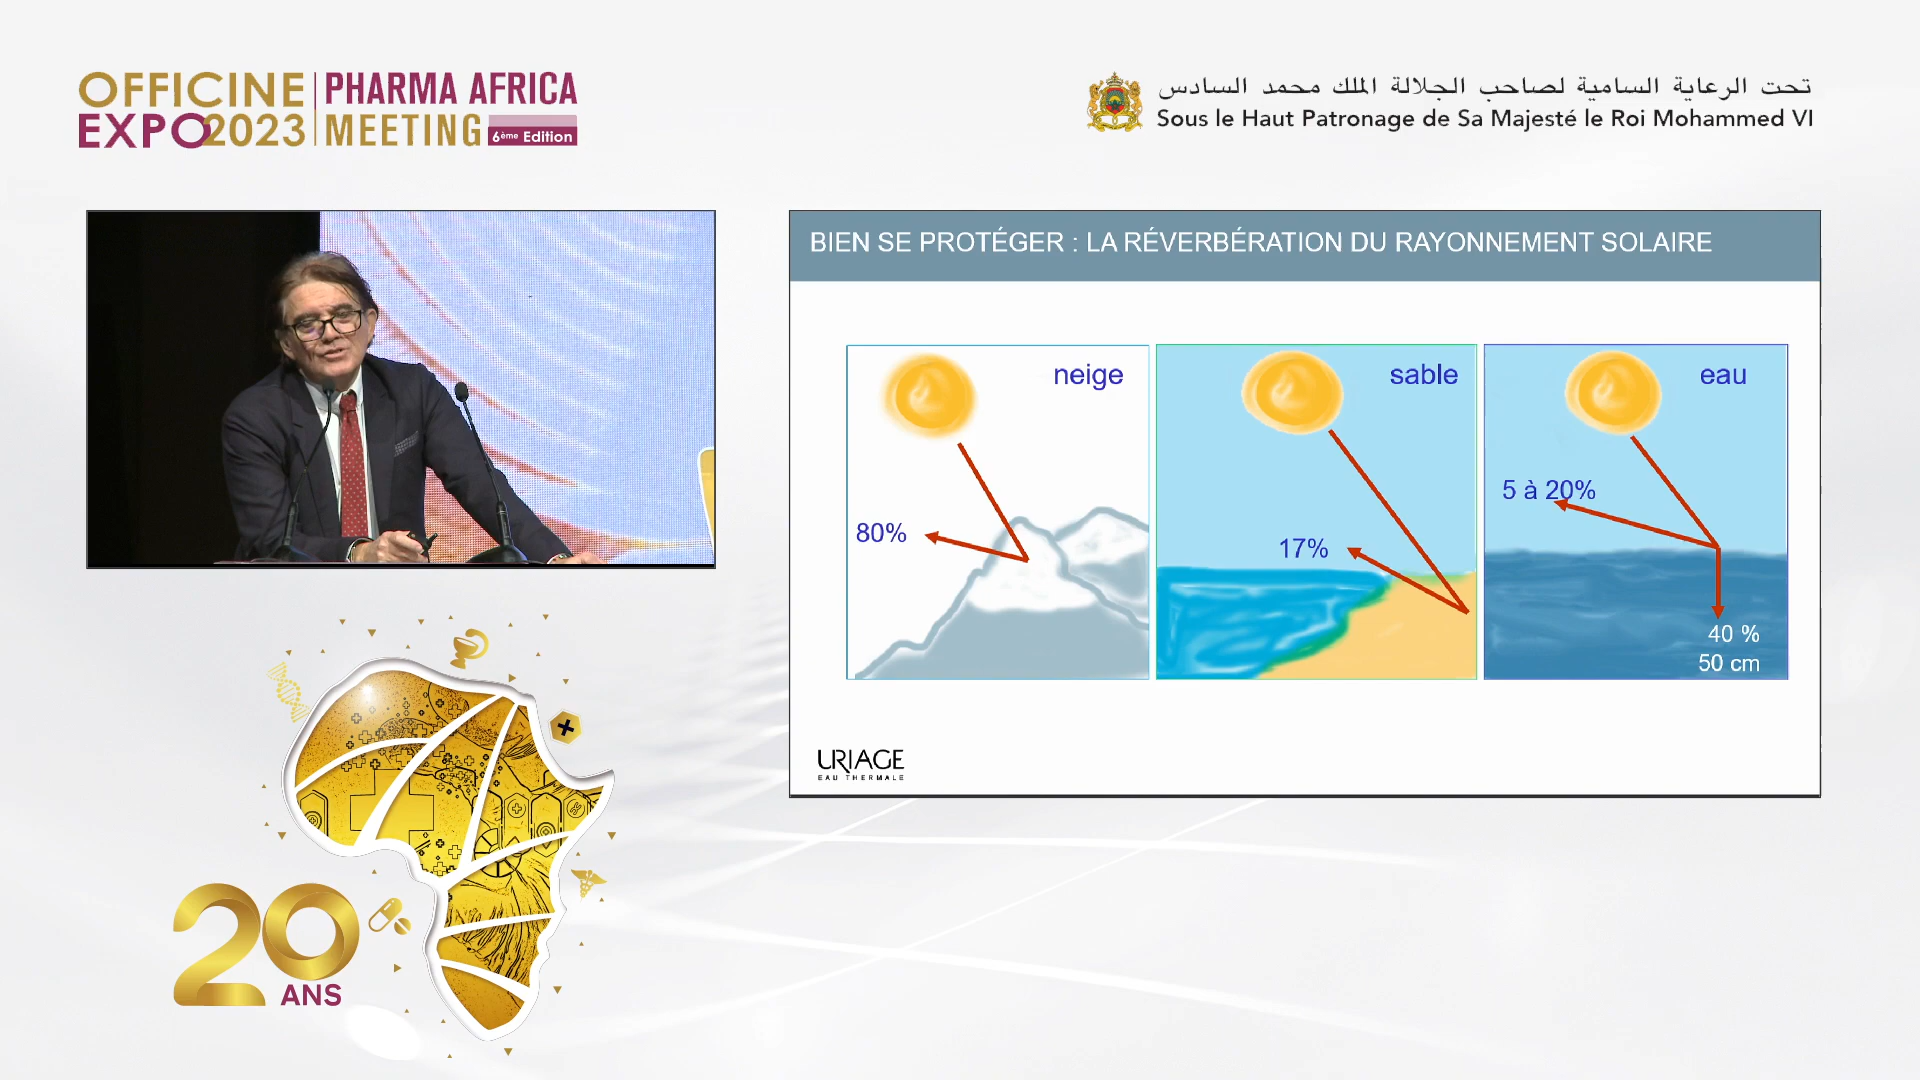 OFFICINE
EXPO2023
PHARMA AFRICA
MEETING
6ème Edition
تحت الرعاية السامية لصاحب الجلالة الملك محمد السادس
Sous le Haut Patronage de Sa Majesté le Roi Mohammed VI
BIEN SE PROTÉGER : LA RÉVERBÉRATION DU RAYONNEMENT SOLAIRE
neige
80%
sable
17%
eau
5 à 20%
40 %
50 cm
URIAGE
EAU THERMALE
20
ANS